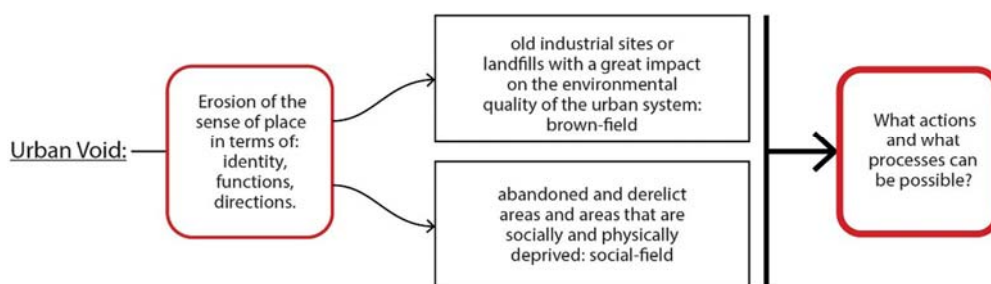 Urban Void:
Erosion of the
sense of place
in terms of:
identity,
functions,
directions.
old industrial sites or
landfills with a great impact
on the environmental
quality of the urban system:
brown-field
abandoned and derelict
areas and areas that are
socially and physically
deprived: social-field
What actions
and what
processes can
be possible?